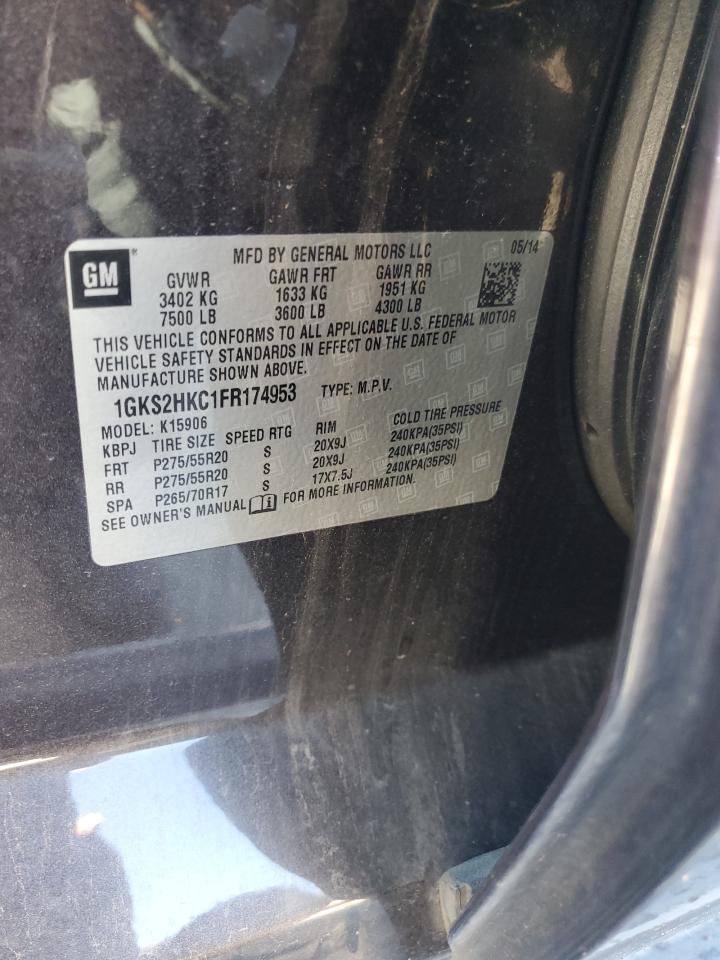 GM
MFD BY GENERAL MOTORS LLC 05/14
GVWR GAWR FRT GAWR RR
3402 KG 1633 KG 1951 KG
7500 LB 3600 LB 4300 LB
THIS VEHICLE CONFORMS TO ALL APPLICABLE U.S. FEDERAL MOTOR
VEHICLE SAFETY STANDARDS IN EFFECT ON THE DATE OF
MANUFACTURE SHOWN ABOVE.
1GKS2HKC1FR174953 TYPE: M.P.V.
MODEL: K15906
KBPJ TIRE SIZE SPEED RTG RIM COLD TIRE PRESSURE
FRT P275/55R20 S 20X9J 240KPA(35PSI)
RR P275/55R20 S 20X9J 240KPA(35PSI)
SPA P265/70R17 S 17X7.5J 240KPA(35PSI)
SEE OWNER'S MANUAL FOR MORE INFORMATION.